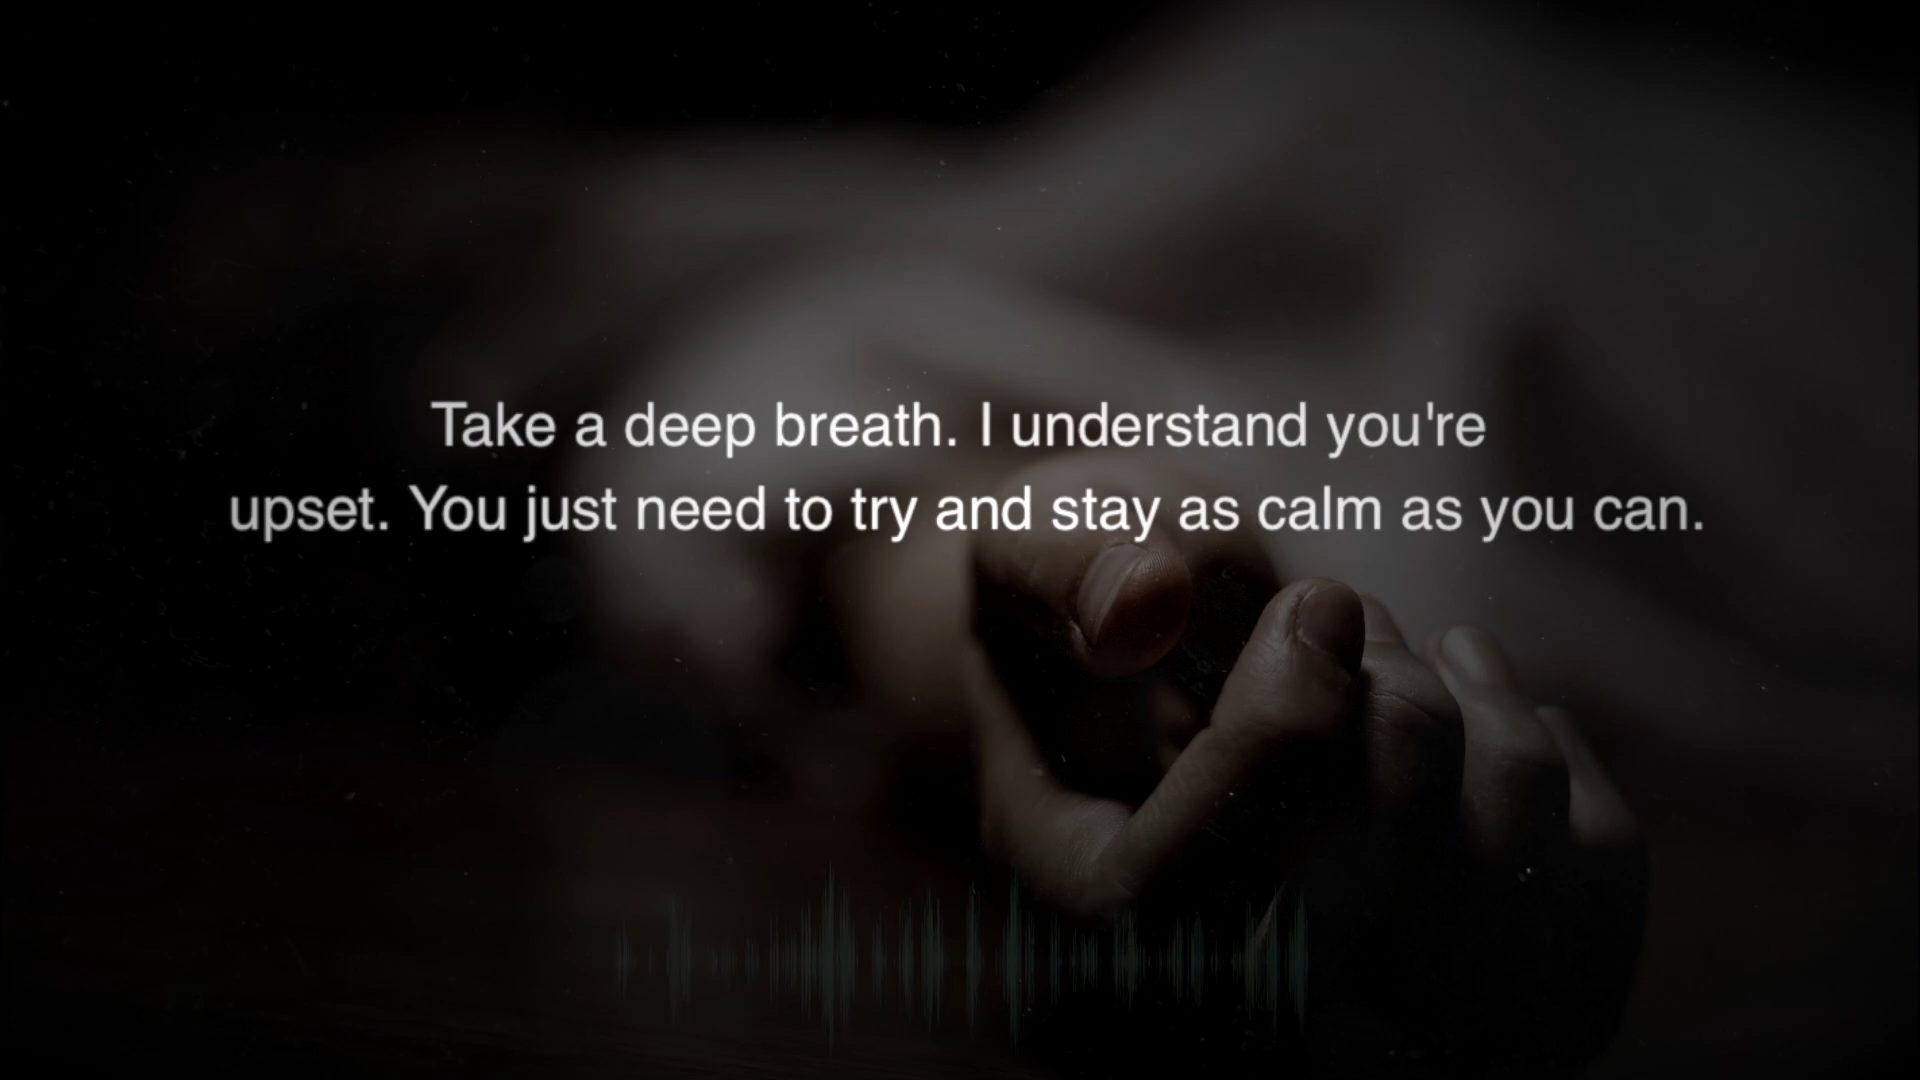 Take a deep breath. I understand you're
upset. You just need to try and stay as calm as you can.